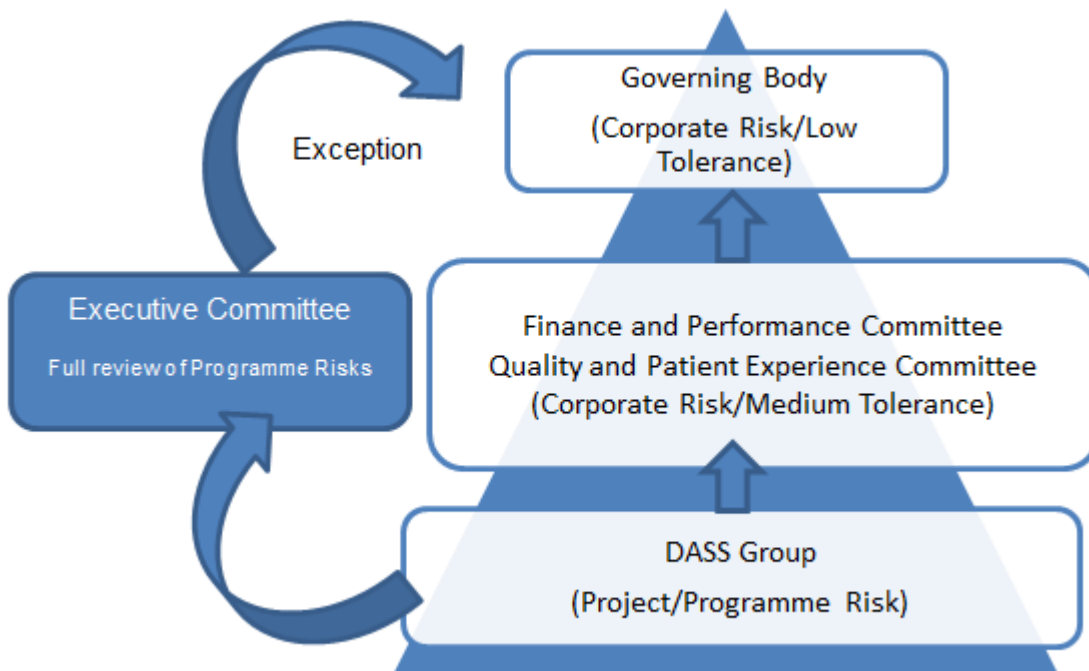 Governing Body
(Corporate Risk/Low
Tolerance)
Exception
Executive Committee
Full review of Programme Risks
Finance and Performance Committee
Quality and Patient Experience Committee
(Corporate Risk/Medium Tolerance)
DASS Group
(Project/Programme Risk)